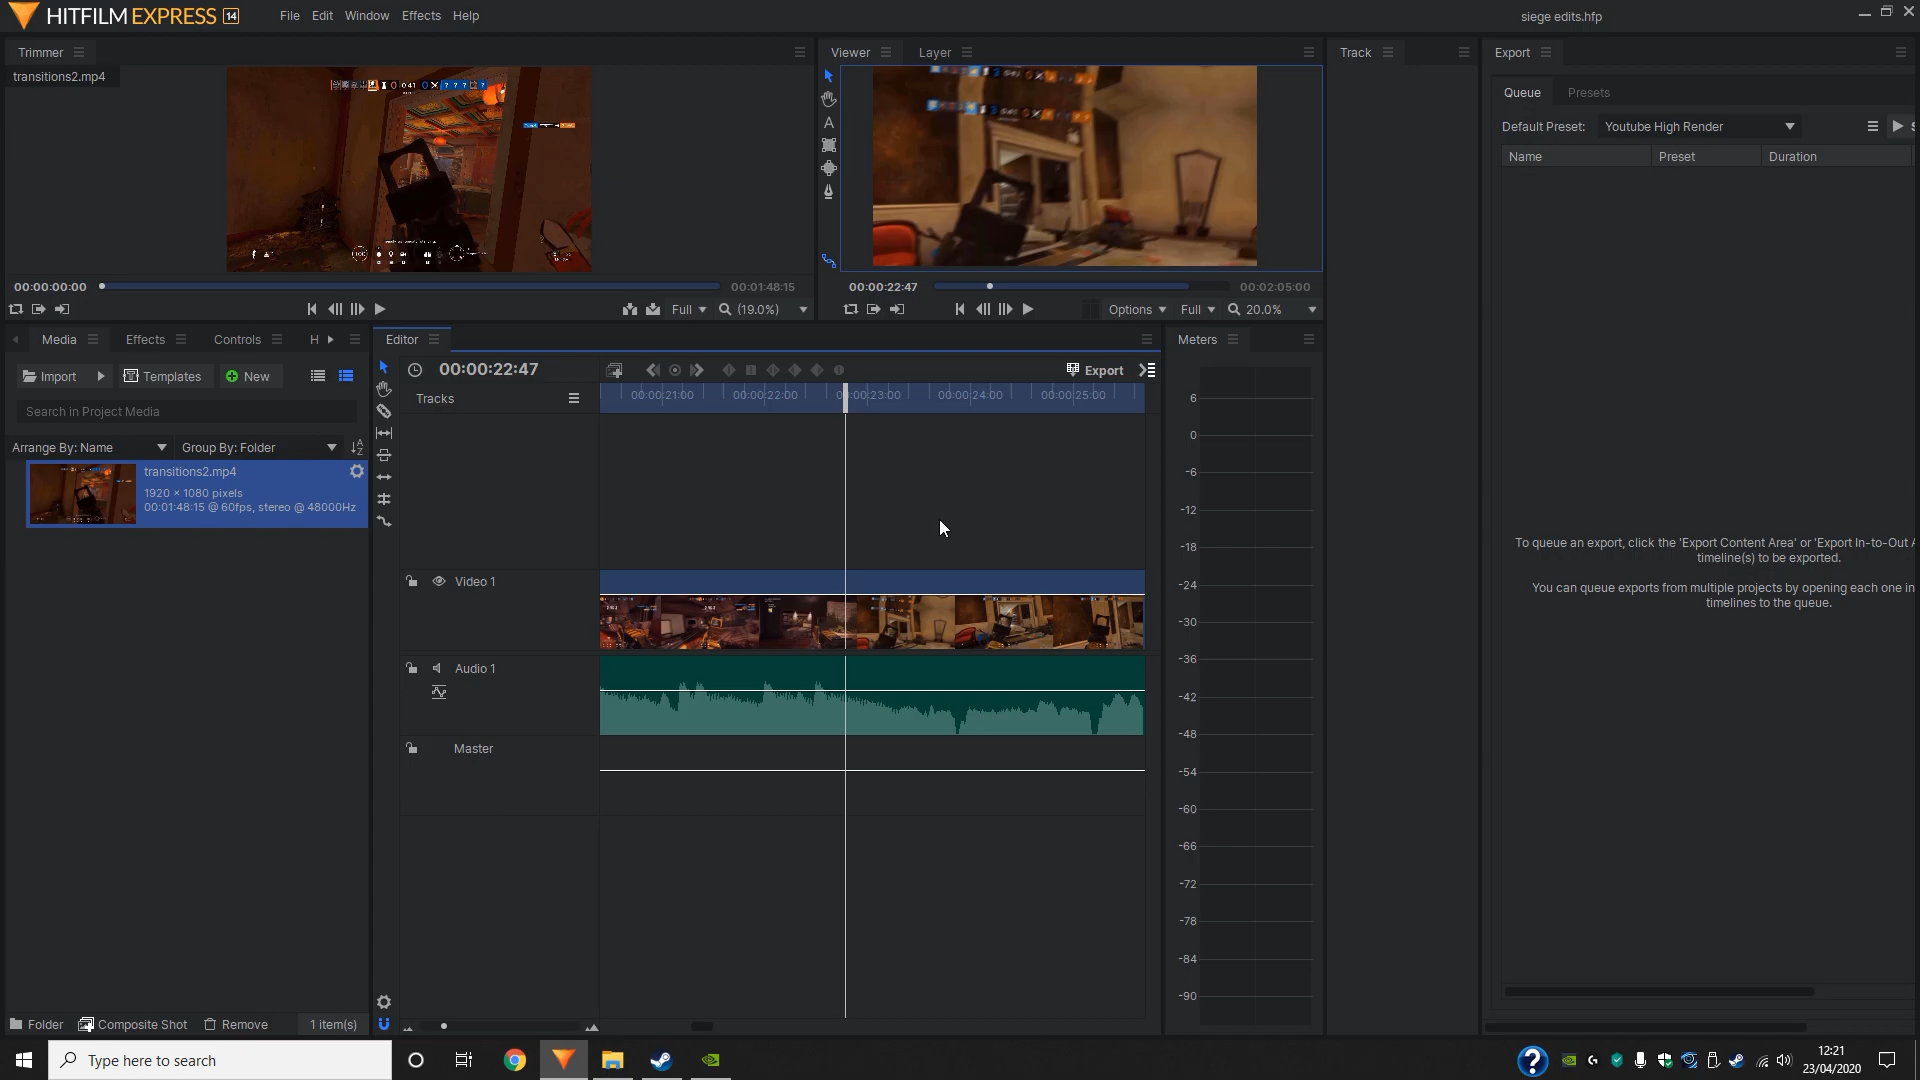 HITFILM EXPRESS 14
File Edit Window Effects Help
siege edits.hfp
Trimmer
Viewer
Layer
Track
Export
transitions2.mp4
Queue
Presets
Default Preset:
Youtube High Render
Name
Preset
Duration
00:00:00:00
00:01:48:15
Full
(19.0%)
00:00:22:47
00:02:05:00
Options
Full
20.0%
Media
Effects
Controls
H
Editor
Meters
Import
Templates
New
00:00:22:47
Export
Search in Project Media
Tracks
00:00:21:00
00:00:22:00
00:00:23:00
00:00:24:00
00:00:25:00
Arrange By: Name
Group By: Folder
transitions2.mp4
1920 × 1080 pixels
00:01:48:15 @ 60fps, stereo @ 48000Hz
Video 1
Audio 1
Master
6
0
-6
-12
-18
-24
-30
-36
-42
-48
-54
-60
-66
-72
-78
-84
-90
To queue an export, click the 'Export Content Area' or 'Export In-to-Out A
timeline(s) to be exported.
You can queue exports from multiple projects by opening each one in
timelines to the queue.
Folder
Composite Shot
Remove
1 item(s)
Type here to search
12:21
23/04/2020